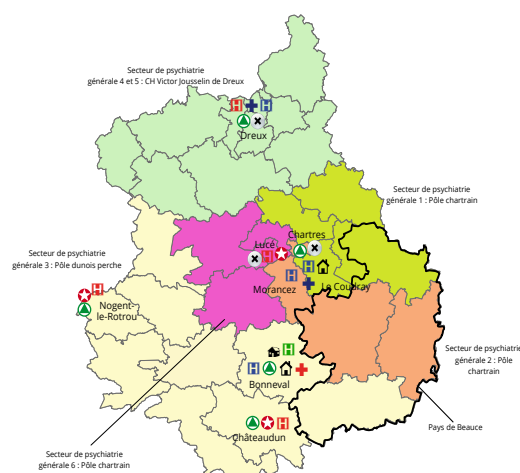 Secteur de psychiatrie
générale 4 et 5 : CH Victor Jousselin de Dreux
H
H
Dreux
Secteur de psychiatrie
générale 1 : Pôle chartrain
Chartres
Lucé
H
H
H
Morancez
Le Coudray
Secteur de psychiatrie
générale 3 : Pôle dunois perche
H
Nogent-
le-Rotrou
Secteur de psychiatrie
générale 2 : Pôle
chartrain
H
H
Bonneval
Pays de Beauce
H
Châteaudun
Secteur de psychiatrie
générale 6 : Pôle chartrain